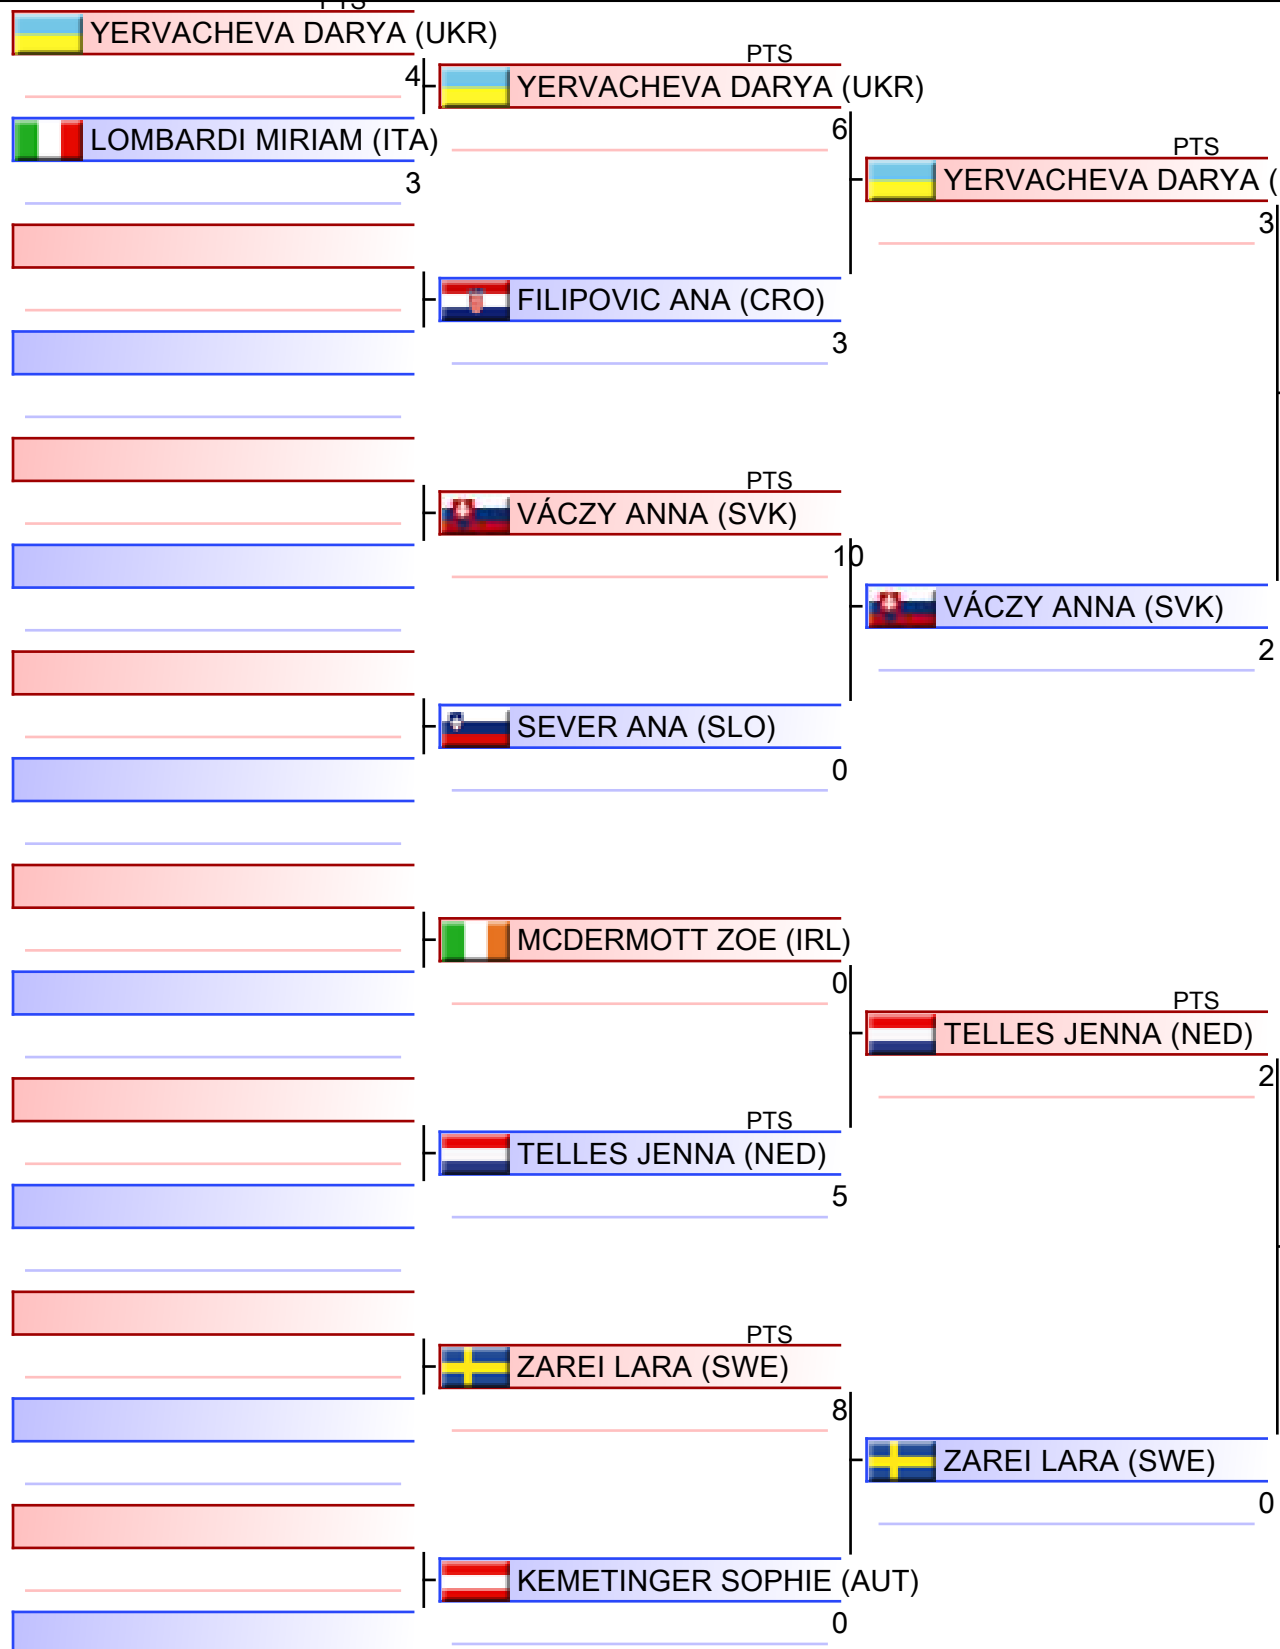 PTS
YERVACHEVA DARYA (UKR)
4
LOMBARDI MIRIAM (ITA)
3
PTS
YERVACHEVA DARYA (UKR)
6
FILIPOVIC ANA (CRO)
3
PTS
VÁCZY ANNA (SVK)
10
SEVER ANA (SLO)
0
MCDERMOTT ZOE (IRL)
0
PTS
TELLES JENNA (NED)
5
PTS
ZAREI LARA (SWE)
8
KEMETINGER SOPHIE (AUT)
0
PTS
YERVACHEVA DARYA (
3
VÁCZY ANNA (SVK)
2
PTS
TELLES JENNA (NED)
2
ZAREI LARA (SWE)
0